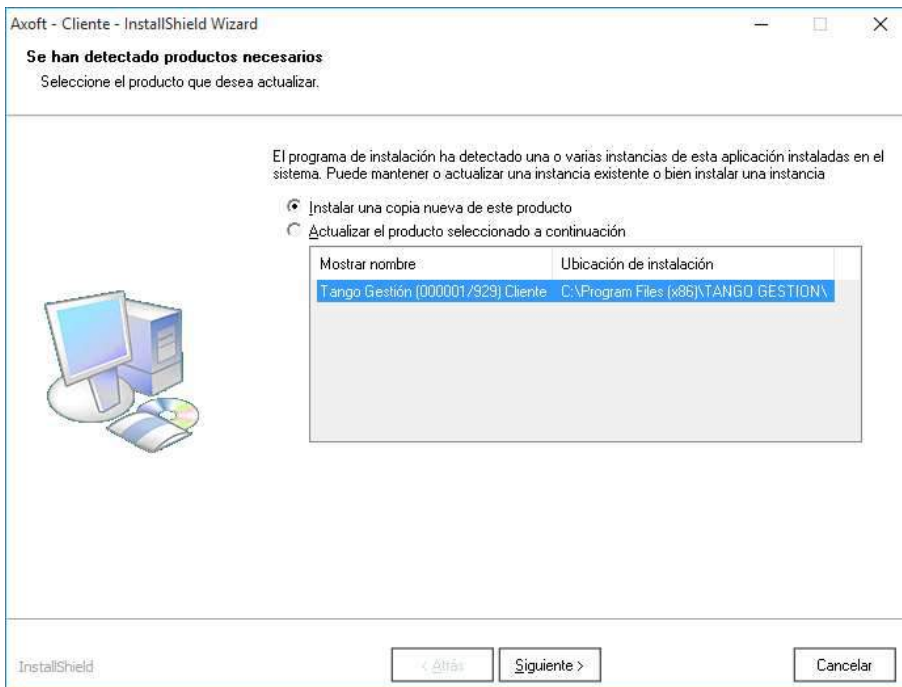 Axoft - Cliente - InstallShield Wizard
Se han detectado productos necesarios
Seleccione el producto que desea actualizar.
El programa de instalación ha detectado una o varias instancias de esta aplicación instaladas en el
sistema. Puede mantener o actualizar una instancia existente o bien instalar una instancia
Instalar una copia nueva de este producto
Actualizar el producto seleccionado a continuación
Mostrar nombre Ubicación de instalación
Tango Gestión (000001/929) Cliente C:\Program Files (x86)\TANGO GESTION\
InstallShield < Atrás Siguiente > Cancelar